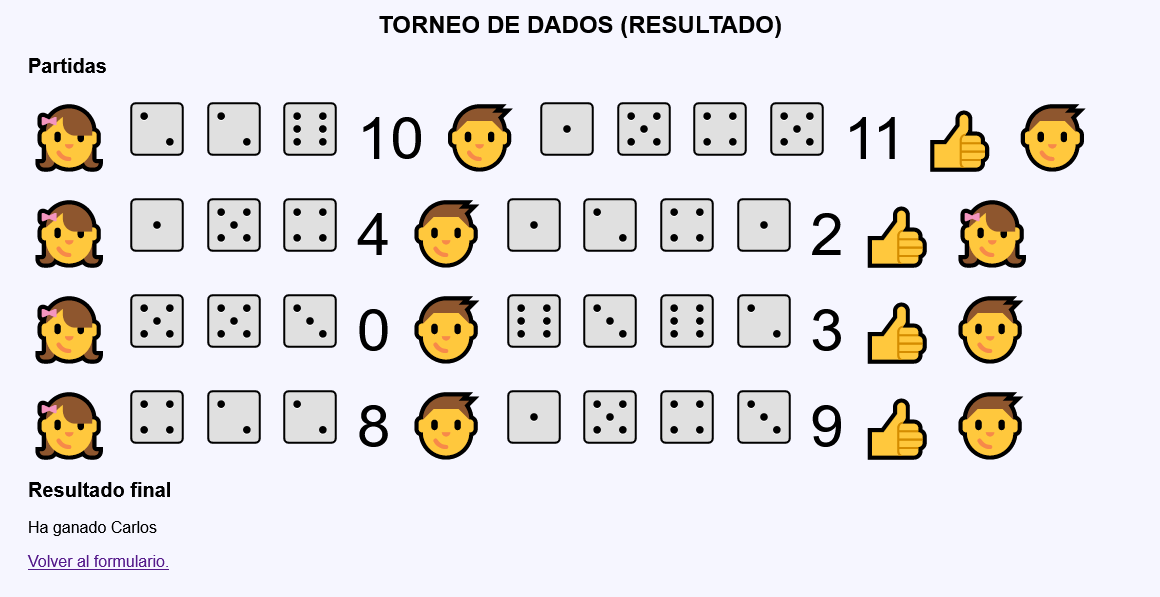 TORNEO DE DADOS (RESULTADO)
Partidas
10 11
4 2
0 3
8 9
Resultado final
Ha ganado Carlos
Volver al formulario.